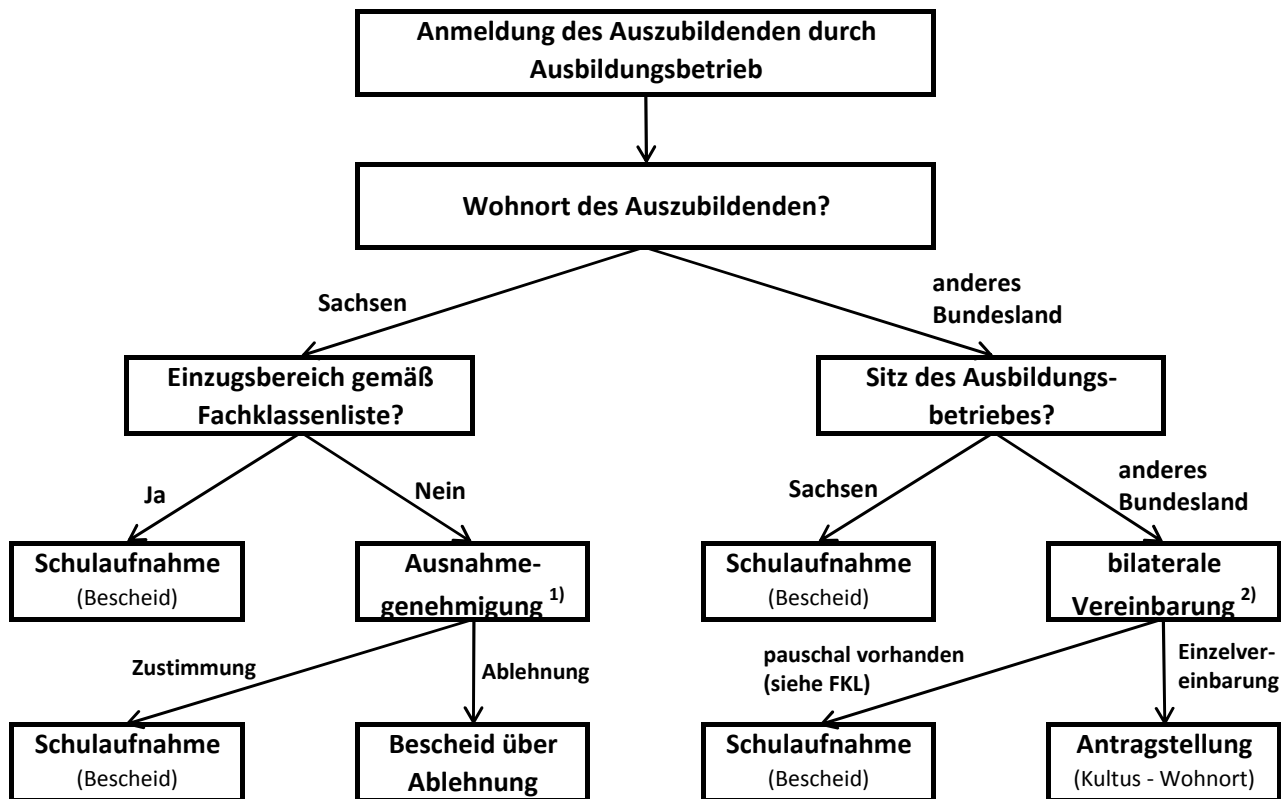 Anmeldung des Auszubildenden durch
Ausbildungsbetrieb
Wohnort des Auszubildenden?
Sachsen
anderes
Bundesland
Einzugsbereich gemäß
Fachklassenliste?
Sitz des Ausbildungs-
betriebes?
Ja
Nein
Sachsen
anderes
Bundesland
Schulaufnahme
(Bescheid)
Ausnahme-
genehmigung 1)
Schulaufnahme
(Bescheid)
bilaterale
Vereinbarung 2)
Zustimmung
Ablehnung
pauschal vorhanden
(siehe FKL)
Einzelver-
einbarung
Schulaufnahme
(Bescheid)
Bescheid über
Ablehnung
Schulaufnahme
(Bescheid)
Antragstellung
(Kultus - Wohnort)